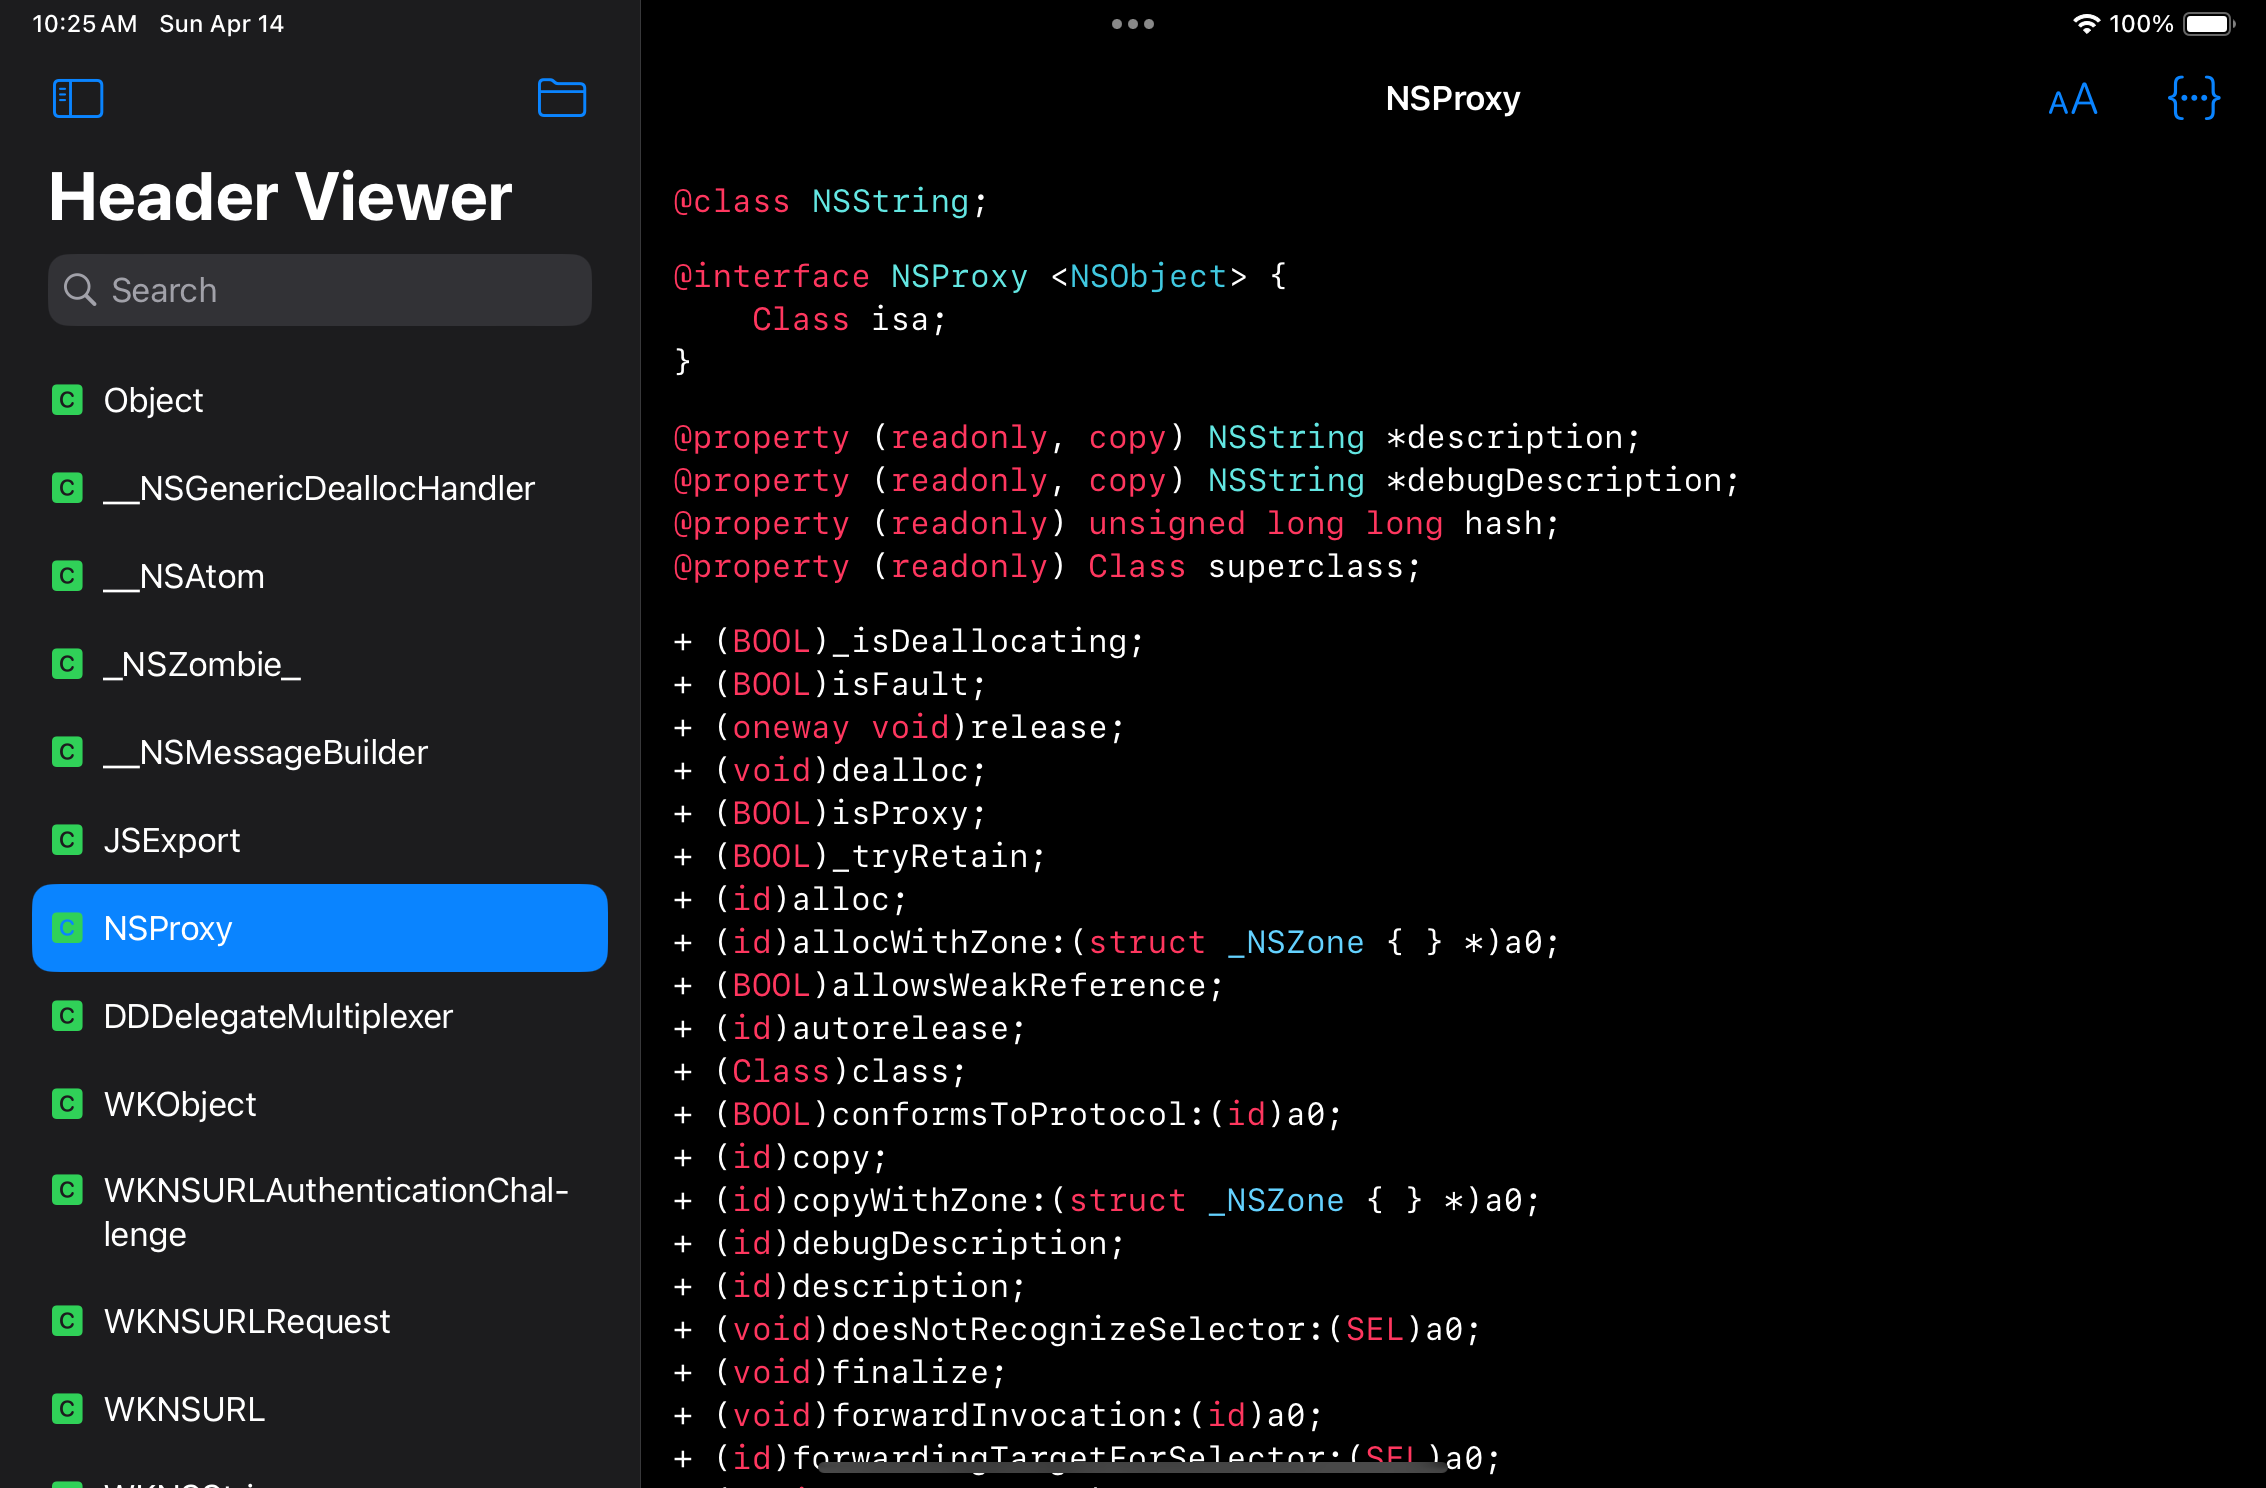 10:25 AM Sun Apr 14
100%
Header Viewer
Search
C Object
C __NSGenericDeallocHandler
C __NSAtom
C _NSZombie_
C __NSMessageBuilder
C JSExport
C NSProxy
C DDDelegateMultiplexer
C WKObject
C WKNSURLAuthenticationChal-
lenge
C WKNSURLRequest
C WKNSURL
NSProxy
AA {...}
@class NSString;
@interface NSProxy <NSObject> {
    Class isa;
}
@property (readonly, copy) NSString *description;
@property (readonly, copy) NSString *debugDescription;
@property (readonly) unsigned long long hash;
@property (readonly) Class superclass;
+ (BOOL)_isDeallocating;
+ (BOOL)isFault;
+ (oneway void)release;
+ (void)dealloc;
+ (BOOL)isProxy;
+ (BOOL)_tryRetain;
+ (id)alloc;
+ (id)allocWithZone:(struct _NSZone { } *)a0;
+ (BOOL)allowsWeakReference;
+ (id)autorelease;
+ (Class)class;
+ (BOOL)conformsToProtocol:(id)a0;
+ (id)copy;
+ (id)copyWithZone:(struct _NSZone { } *)a0;
+ (id)debugDescription;
+ (id)description;
+ (void)doesNotRecognizeSelector:(SEL)a0;
+ (void)finalize;
+ (void)forwardInvocation:(id)a0;
+ (id)forwardingTargetForSelector:(SEL)a0;